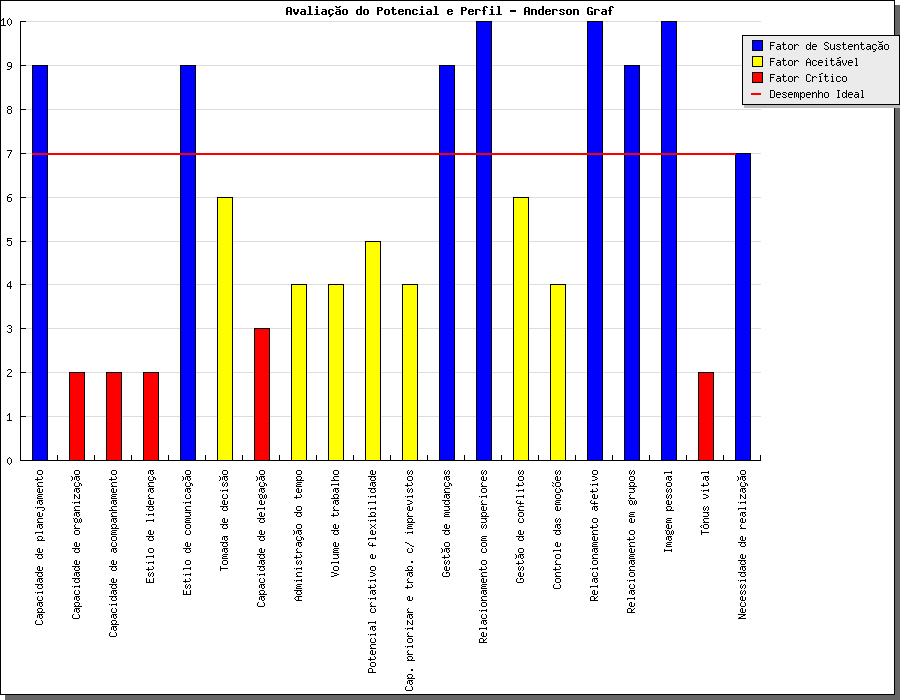 Avaliação do Potencial e Perfil - Anderson Graf
10
9
8
7
6
5
4
3
2
1
0
Fator de Sustentação
Fator Aceitável
Fator Crítico
Desempenho Ideal
Capacidade de planejamento
Capacidade de organização
Capacidade de acompanhamento
Estilo de liderança
Estilo de comunicação
Tomada de decisão
Capacidade de delegação
Administração do tempo
Volume de trabalho
Potencial criativo e flexibilidade
Cap. priorizar e trab. c/ imprevistos
Gestão de mudanças
Relacionamento com superiores
Gestão de conflitos
Controle das emoções
Relacionamento afetivo
Relacionamento em grupos
Imagem pessoal
Tônus vital
Necessidade de realização